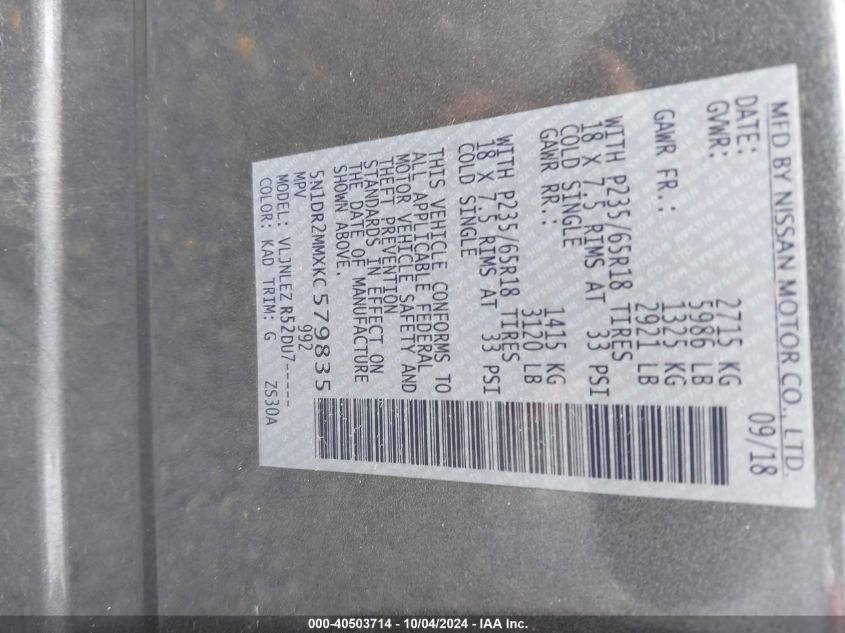 MFD BY NISSAN MOTOR CO., LTD.
DATE: 09/18
GVWR: 2715 KG
5986 LB
GAWR FR.: 1325 KG
2921 LB
WITH P235/65R18 TIRES
18 X 7.5 RIMS AT 33 PSI
COLD SINGLE
GAWR RR.: 1415 KG
3120 LB
WITH P235/65R18 TIRES
18 X 7.5 RIMS AT 33 PSI
COLD SINGLE
THIS VEHICLE CONFORMS TO
ALL APPLICABLE FEDERAL
MOTOR VEHICLE SAFETY AND
THEFT PREVENTION
STANDARDS IN EFFECT ON
THE DATE OF MANUFACTURE
SHOWN ABOVE.
5N1DR2MMXKC579835
MPV 992
MODEL: VLJNLEZ R52DU7-----
COLOR: KAD TRIM: G ZS30A
000-40503714 - 10/04/2024 - IAA Inc.